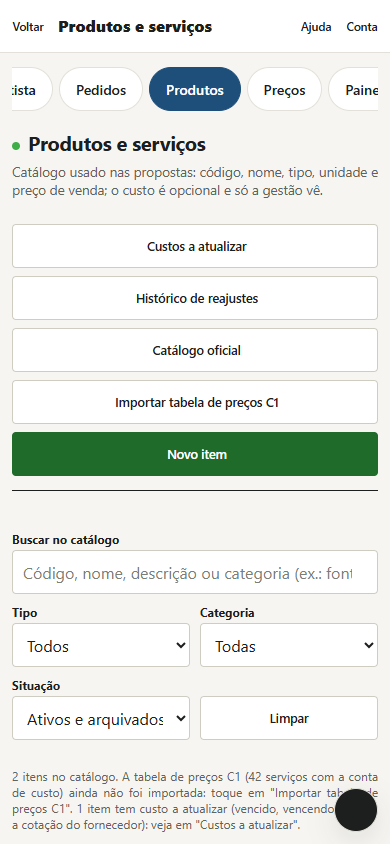 Voltar Produtos e serviços Ajuda Conta
Pedidos Produtos Preços
Produtos e serviços
Catálogo usado nas propostas: código, nome, tipo, unidade e
preço de venda; o custo é opcional e só a gestão vê.
Custos a atualizar
Histórico de reajustes
Catálogo oficial
Importar tabela de preços C1
Novo item
Buscar no catálogo
Código, nome, descrição ou categoria (ex.:
Tipo Categoria
Todos Todas
Situação
Ativos e arquivados Limpar
2 itens no catálogo. A tabela de preços C1 (42 serviços com a conta
de custo) ainda não foi importada: toque em "Importar de
preços C1". 1 item tem custo a atualizar (vencido,
a cotação do fornecedor): veja em "Custos a atualizar".